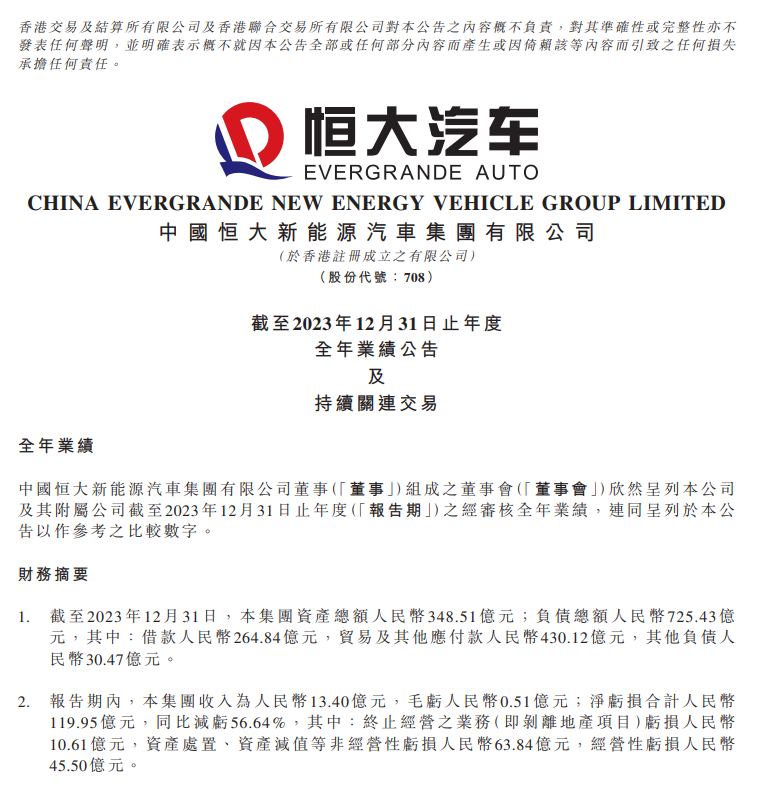 香港交易及結算所有限公司及香港聯合交易所有限公司對本公告之內容概不負責，對其準確性或完整性亦不
發表任何聲明，並明確表示概不就因本公告全部或任何部分內容而產生或因倚賴該等內容而引致之任何損失
承擔任何責任。
恒大汽车
EVERGRANDE AUTO
CHINA EVERGRANDE NEW ENERGY VEHICLE GROUP LIMITED
中國恒大新能源汽車集團有限公司
（於香港註冊成立之有限公司）
（股份代號：708）
截至2023年12月31日止年度
全年業績公告
及
持續關連交易
全年業績
中國恒大新能源汽車集團有限公司董事（「董事」）組成之董事會（「董事會」）欣然呈列本公司
及其附屬公司截至2023年12月31日止年度（「報告期」）之經審核全年業績，連同呈列於本公
告以作參考之比較數字。
財務摘要
1. 截至2023年12月31日，本集團資產總額人民幣348.51億元；負債總額人民幣725.43億
元，其中：借款人民幣264.84億元，貿易及其他應付款人民幣430.12億元，其他負債人
民幣30.47億元。
2. 報告期內，本集團收入為人民幣13.40億元，毛虧人民幣0.51億元；淨虧損合計人民幣
119.95億元，同比減虧56.64%，其中：終止經營之業務（即剝離地產項目）虧損人民幣
10.61億元，資產處置、資產減值等非經營性虧損人民幣63.84億元，經營性虧損人民幣
45.50億元。